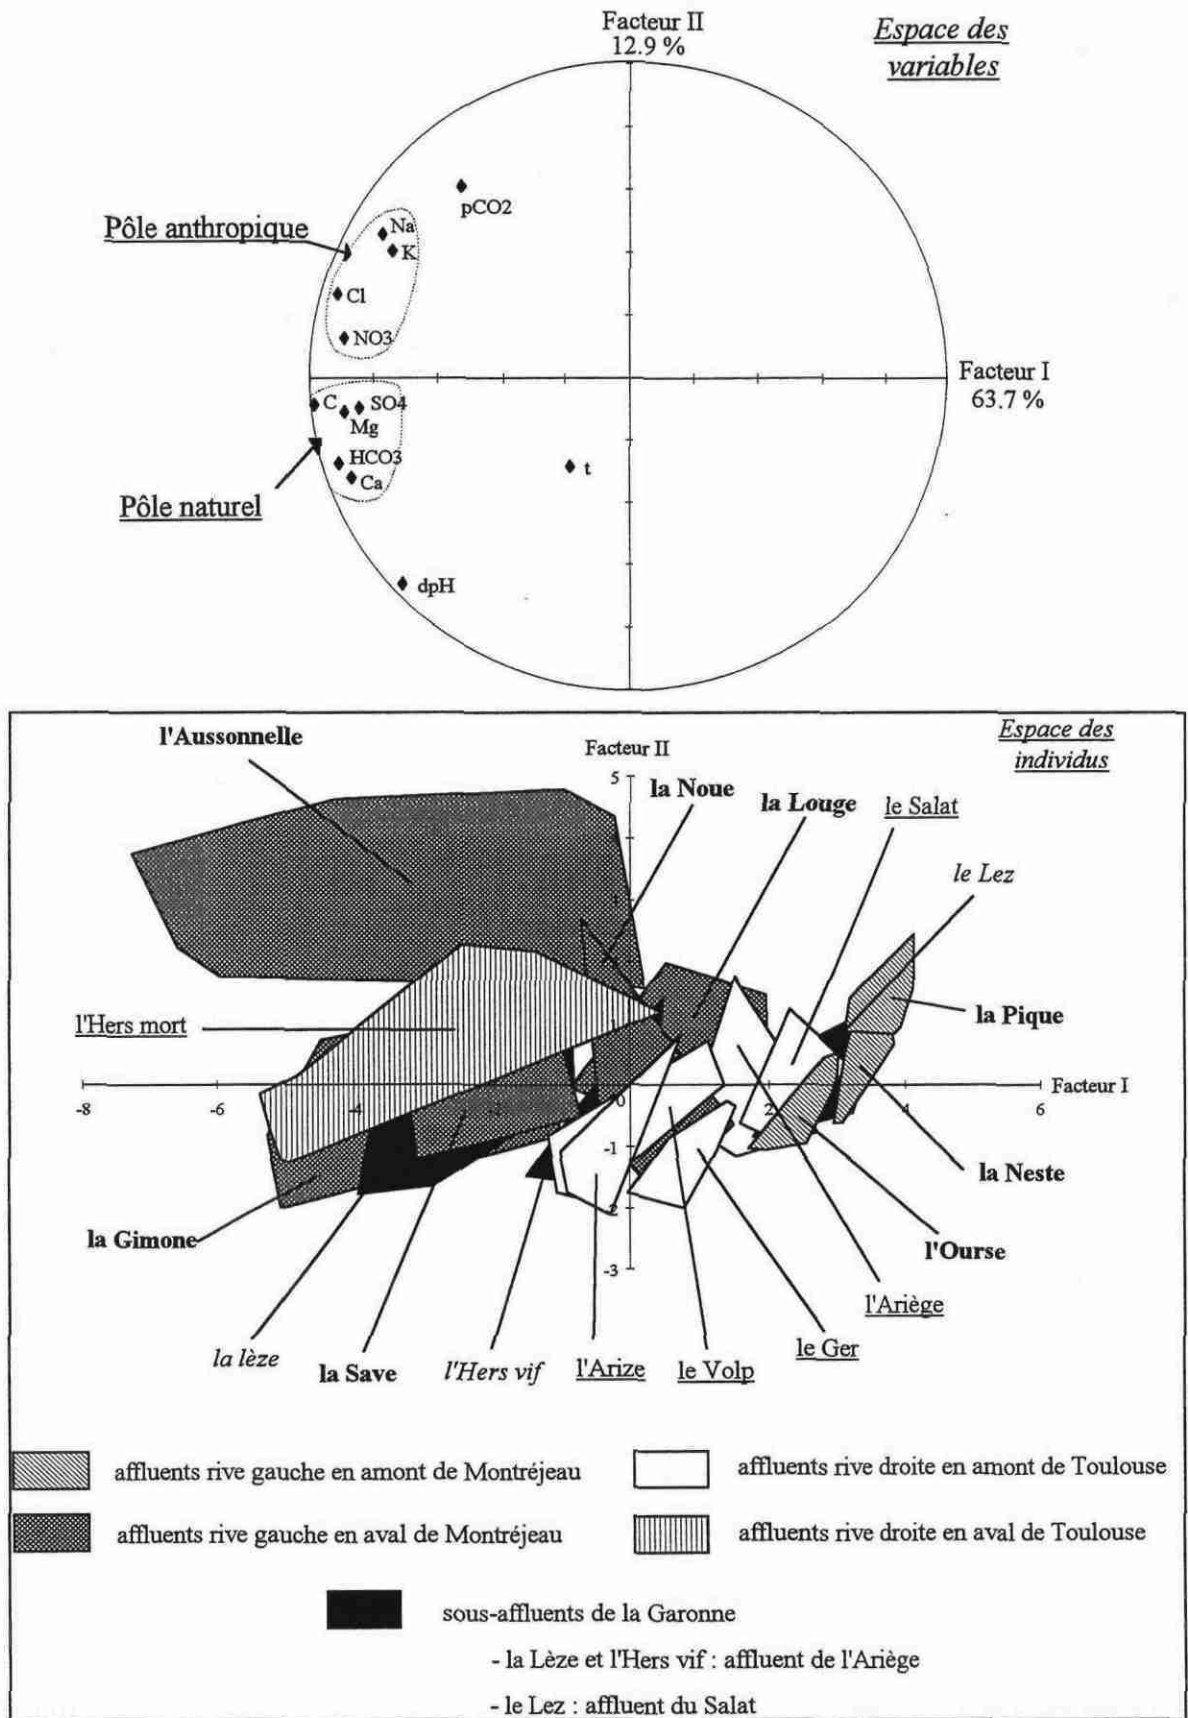 Facteur II
12.9 %
Espace des
variables
pCO2
Pôle anthropique
Na
K
Cl
NO3
Facteur I
63.7 %
C
SO4
Mg
HCO3
Ca
t
Pôle naturel
dpH
l'Aussonnelle
Facteur II
Espace des
individus
5
la Noue
la Louge
le Salat
le Lez
l'Hers mort
la Pique
-8
-4
-2
0
2
4
6
Facteur I
-1
-2
-3
la Neste
la Gimone
l'Ourse
l'Ariège
la lèze
la Save
l'Hers vif
l'Arize
le Volp
le Ger
affluents rive gauche en amont de Montréjeau
affluents rive droite en amont de Toulouse
affluents rive gauche en aval de Montréjeau
affluents rive droite en aval de Toulouse
sous-affluents de la Garonne
- la Lèze et l'Hers vif : affluent de l'Ariège
- le Lez : affluent du Salat